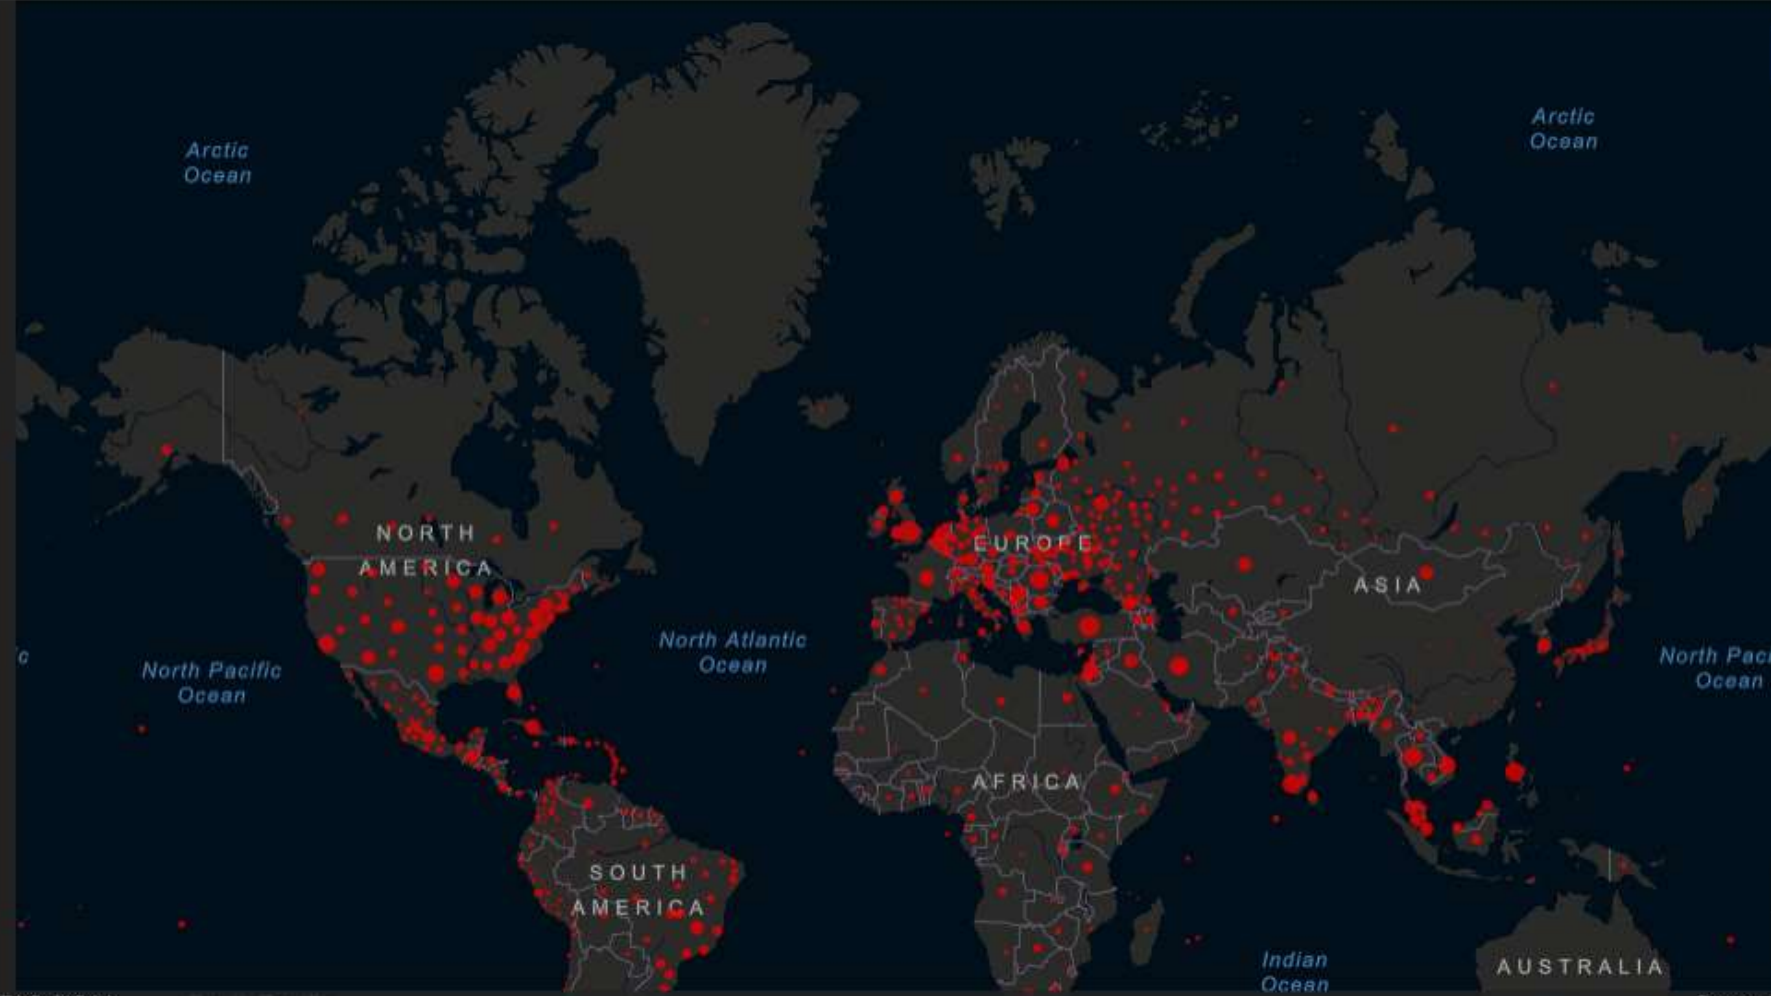 Arctic
Ocean
Arctic
Ocean
NORTH
AMERICA
EUROPE
ASIA
North Atlantic
Ocean
c
North Pacific
Ocean
North Paci
Ocean
AFRICA
SOUTH
AMERICA
Indian
Ocean
AUSTRALIA